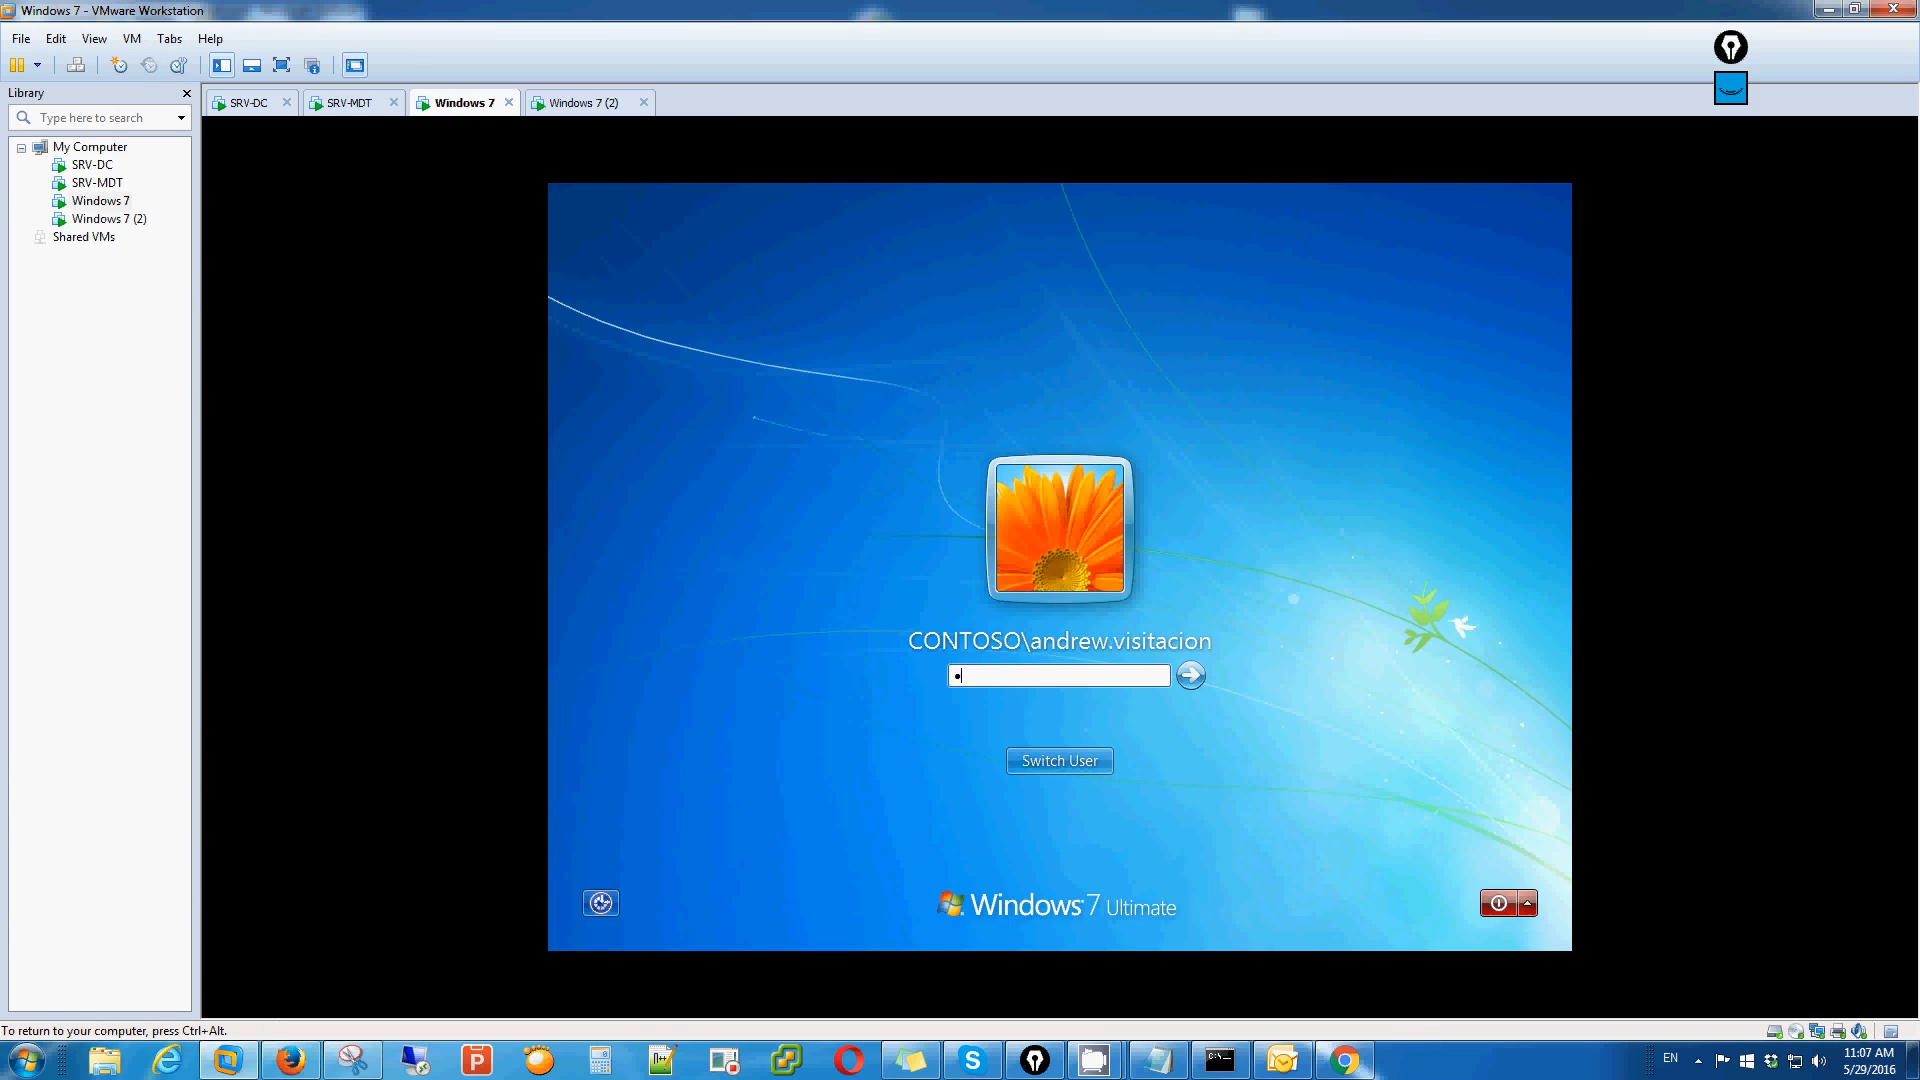 Windows 7 - VMware Workstation
File Edit View VM Tabs Help
Library
Type here to search
My Computer
SRV-DC
SRV-MDT
Windows 7
Windows 7 (2)
Shared VMs
SRV-DC SRV-MDT Windows 7 Windows 7 (2)
CONTOSO\andrew.visitacion
Switch User
Windows 7 Ultimate
To return to your computer, press Ctrl+Alt.
EN
11:07 AM
5/29/2016